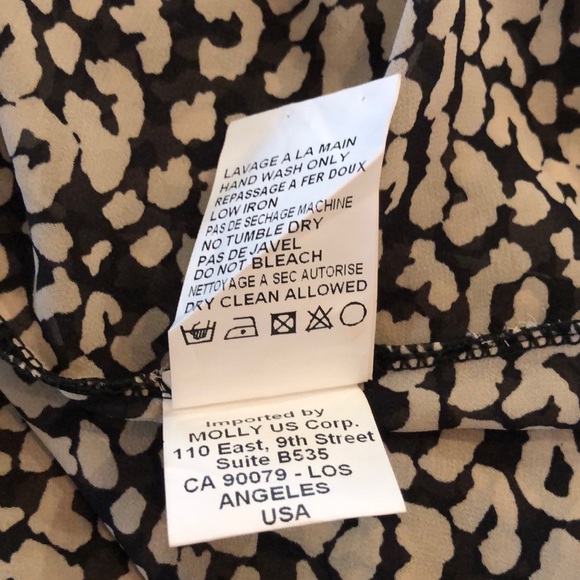 LAVAGE A LA MAIN
HAND WASH ONLY
REPASSAGE A FER DOUX
LOW IRON
PAS DE SECHAGE MACHINE
NO TUMBLE DRY
PAS DE JAVEL
DO NOT BLEACH
NETTOYAGE A SEC AUTORISE
DRY CLEAN ALLOWED
Imported by
MOLLY US Corp.
110 East, 9th Street
Suite B535
CA 90079 - LOS
ANGELES
USA